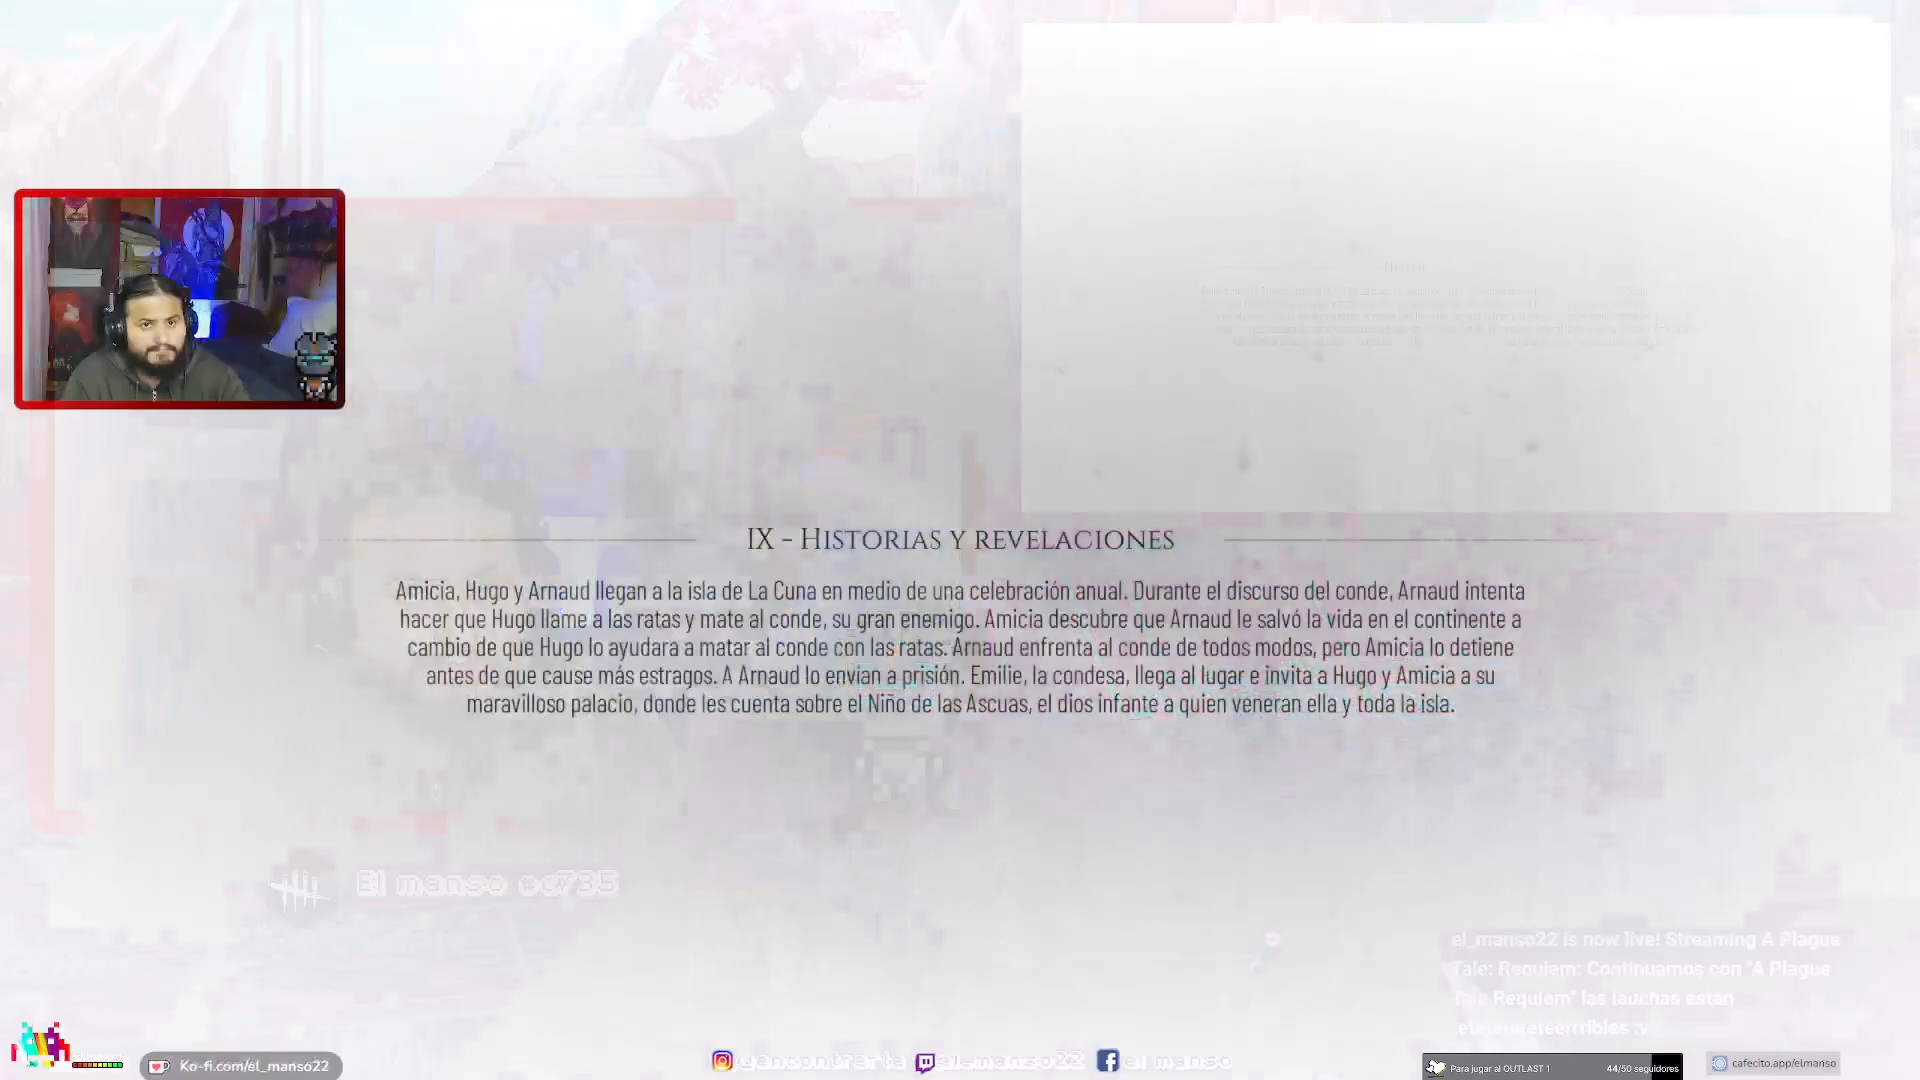 IX - Historias y revelaciones
Amicia, Hugo y Arnaud llegan a la isla de La Cuna en medio de una celebración anual. Durante el discurso del conde, Arnaud intenta
hacer que Hugo llame a las ratas y mate al conde, su gran enemigo. Amicia descubre que Arnaud le salvó la vida en el continente a
cambio de que Hugo lo ayudara a matar al conde con las ratas. Arnaud enfrenta al conde de todos modos, pero Amicia lo detiene
antes de que cause más estragos. A Arnaud lo envían a prisión. Emilie, la condesa, llega al lugar e invita a Hugo y Amicia a su
maravilloso palacio, donde les cuenta sobre el Niño de las Ascuas, el dios infante a quien veneran ella y toda la isla.
El manso oc735
el_manso22 is now live! Streaming A Plague
Tale: Requiem: Continuamos con "A Plague
Tale Requiem" las lauchas estan
Ko-fi.com/el_manso22
el_manso22
el manso
Para jugar al OUTLAST 1
44/50 seguidores
cafecito.app/elmanso